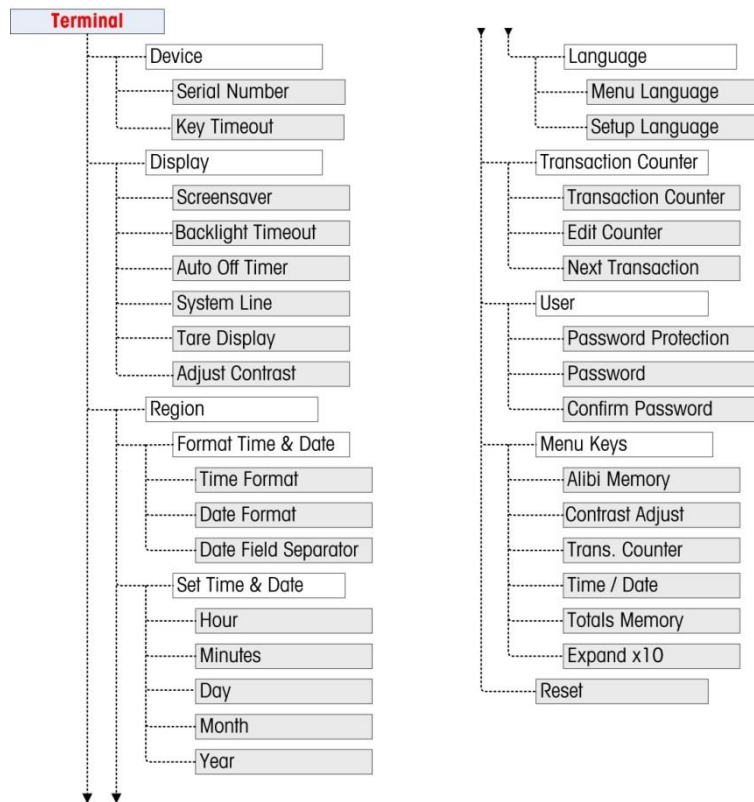 Terminal
Device
Serial Number
Key Timeout
Display
Screensaver
Backlight Timeout
Auto Off Timer
System Line
Tare Display
Adjust Contrast
Region
Format Time & Date
Time Format
Date Format
Date Field Separator
Set Time & Date
Hour
Minutes
Day
Month
Year
Language
Menu Language
Setup Language
Transaction Counter
Transaction Counter
Edit Counter
Next Transaction
User
Password Protection
Password
Confirm Password
Menu Keys
Alibi Memory
Contrast Adjust
Trans. Counter
Time / Date
Totals Memory
Expand x10
Reset